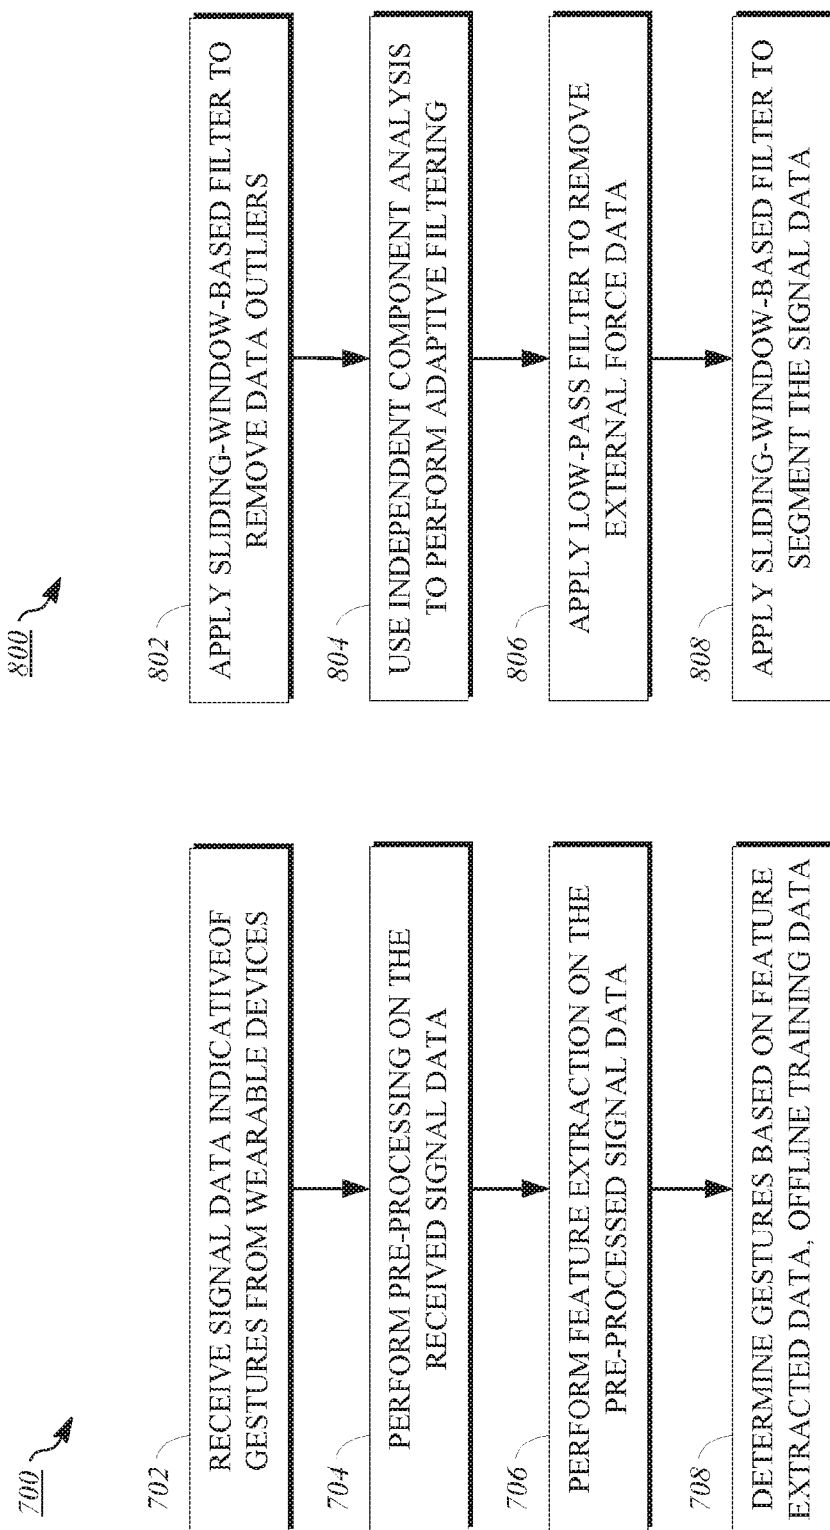 700
702
RECEIVE SIGNAL DATA INDICATIVEOF
GESTURES FROM WEARABLE DEVICES
704
PERFORM PRE-PROCESSING ON THE
RECEIVED SIGNAL DATA
706
PERFORM FEATURE EXTRACTION ON THE
PRE-PROCESSED SIGNAL DATA
708
DETERMINE GESTURES BASED ON FEATURE
EXTRACTED DATA, OFFLINE TRAINING DATA
800
802
APPLY SLIDING-WINDOW-BASED FILTER TO
REMOVE DATA OUTLIERS
804
USE INDEPENDENT COMPONENT ANALYSIS
TO PERFORM ADAPTIVE FILTERING
806
APPLY LOW-PASS FILTER TO REMOVE
EXTERNAL FORCE DATA
808
APPLY SLIDING-WINDOW-BASED FILTER TO
SEGMENT THE SIGNAL DATA